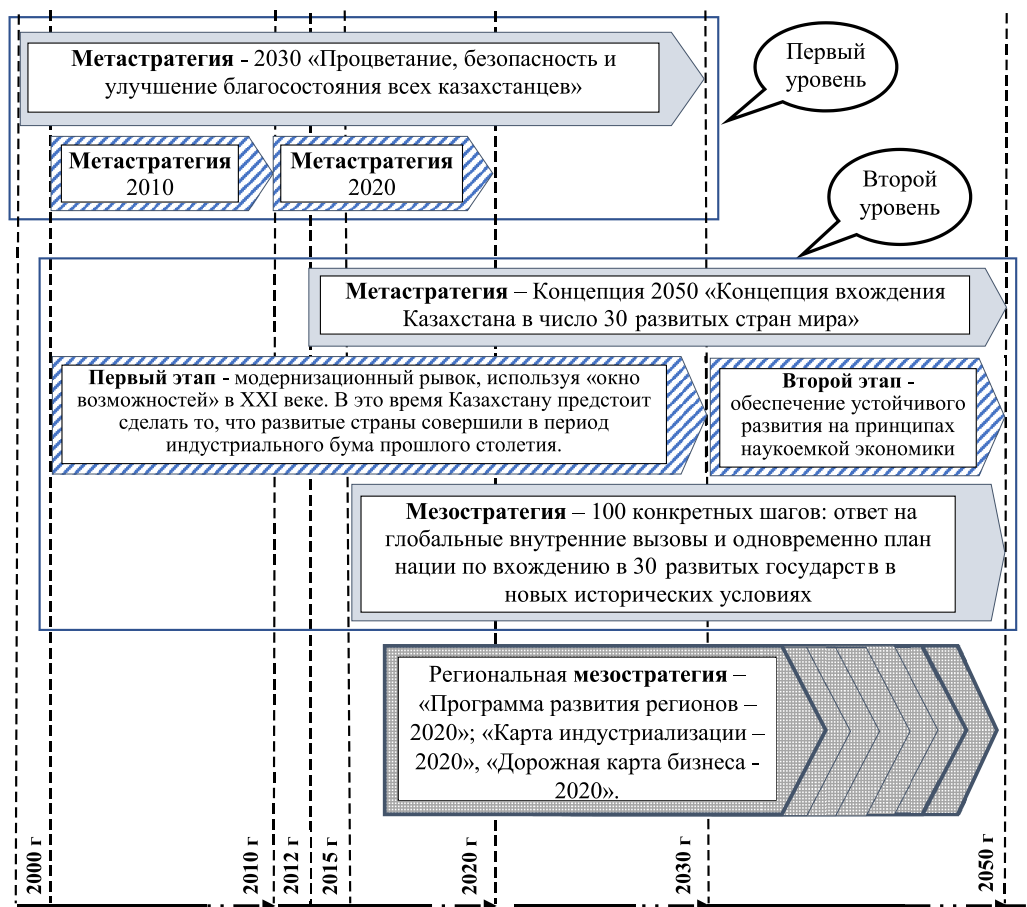 Метастратегия - 2030 «Процветание, безопасность и
улучшение благосостояния всех казахстанцев»
Первый
уровень
Метастратегия
2010
Метастратегия
2020
Второй
уровень
Метастратегия – Концепция 2050 «Концепция вхождения
Казахстана в число 30 развитых стран мира»
Первый этап - модернизационный рывок, используя «окно
возможностей» в XXI веке. В это время Казахстану предстоит
сделать то, что развитые страны совершили в период
индустриального бума прошлого столетия.
Второй этап -
обеспечение устойчивого
развития на принципах
наукоемкой экономики
Мезостратегия – 100 конкретных шагов: ответ на
глобальные внутренние вызовы и одновременно план
нации по вхождению в 30 развитых государств в
новых исторических условиях
Региональная мезостратегия –
«Программа развития регионов –
2020»; «Карта индустриализации –
2020», «Дорожная карта бизнеса -
2020».
2000 г
2010 г
2012 г
2015 г
2020 г
2030 г
2050 г